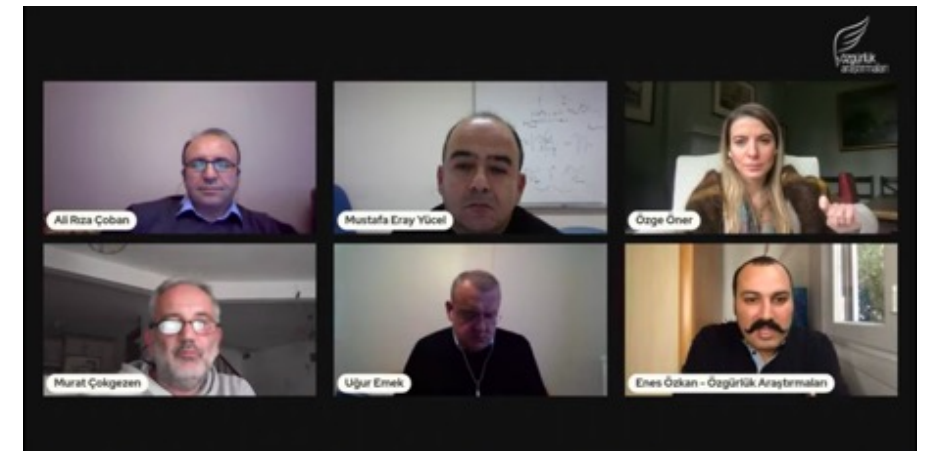 özgürlük
araştırmaları
Ali Rıza Çoban
Mustafa Eray Yücel
Özge Öner
Murat Çokgezen
Uğur Emek
Enes Özkan - Özgürlük Araştırmaları